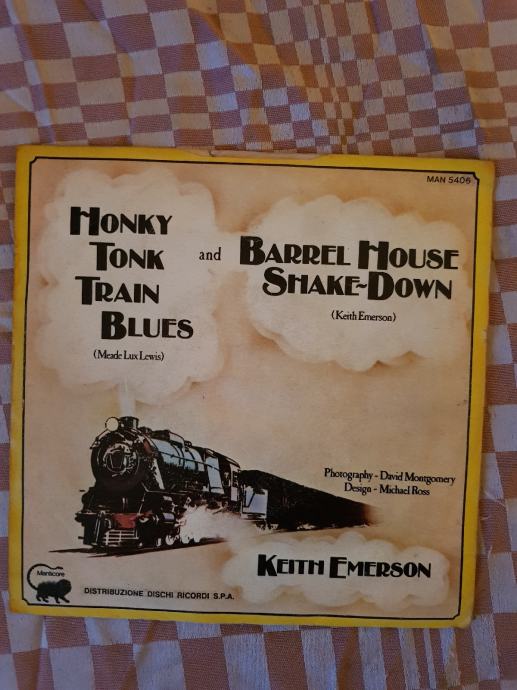 MAN 5406
HONKY
TONK
TRAIN
BLUES
(Meade Lux Lewis)
and
BARREL HOUSE
SHAKE-DOWN
(Keith Emerson)
Photography - David Montgomery
Design - Michael Ross
KEITH EMERSON
Manticore
DISTRIBUZIONE DISCHI RICORDI S.P.A.